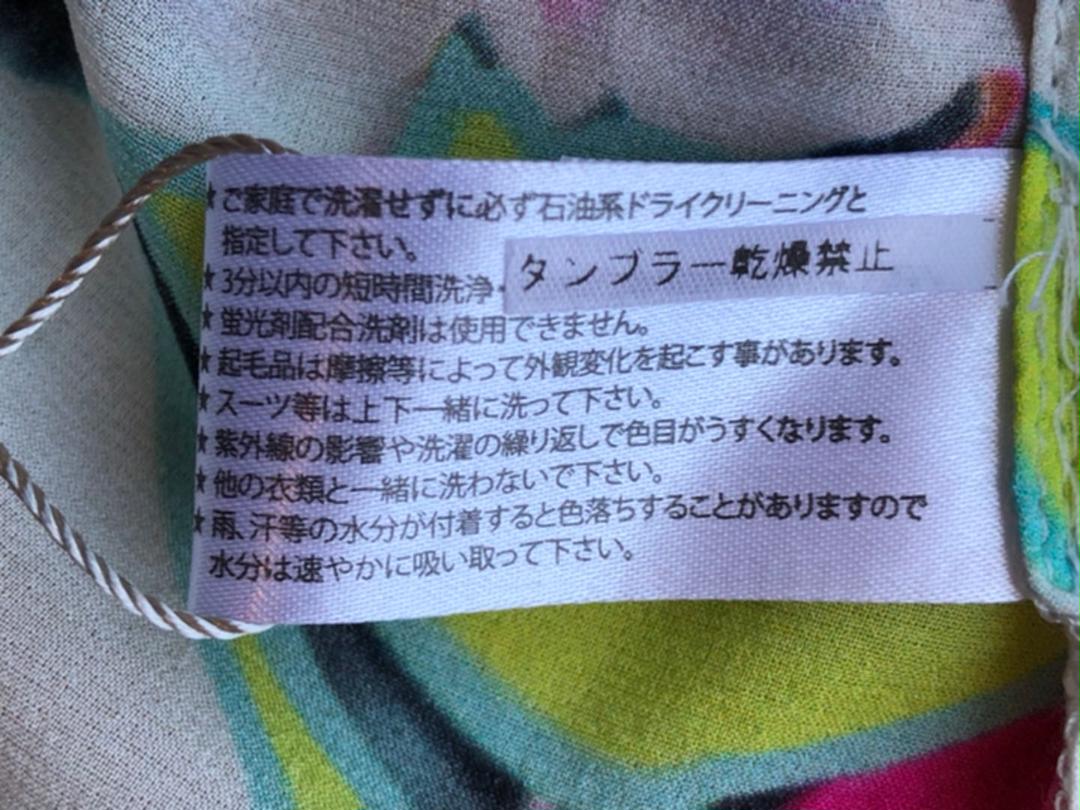 ★ご家庭で洗濯せずに必ず石油系ドライクリーニングと
指定して下さい。
★3分以内の短時間洗浄・
タンブラー乾燥禁止
★蛍光剤配合洗剤は使用できません。
★起毛品は摩擦等によって外観変化を起こす事があります。
★スーツ等は上下一緒に洗って下さい。
★紫外線の影響や洗濯の繰り返しで色目がうすくなります。
★他の衣類と一緒に洗わないで下さい。
★雨、汗等の水分が付着すると色落ちすることがありますので
水分は速やかに吸い取って下さい。